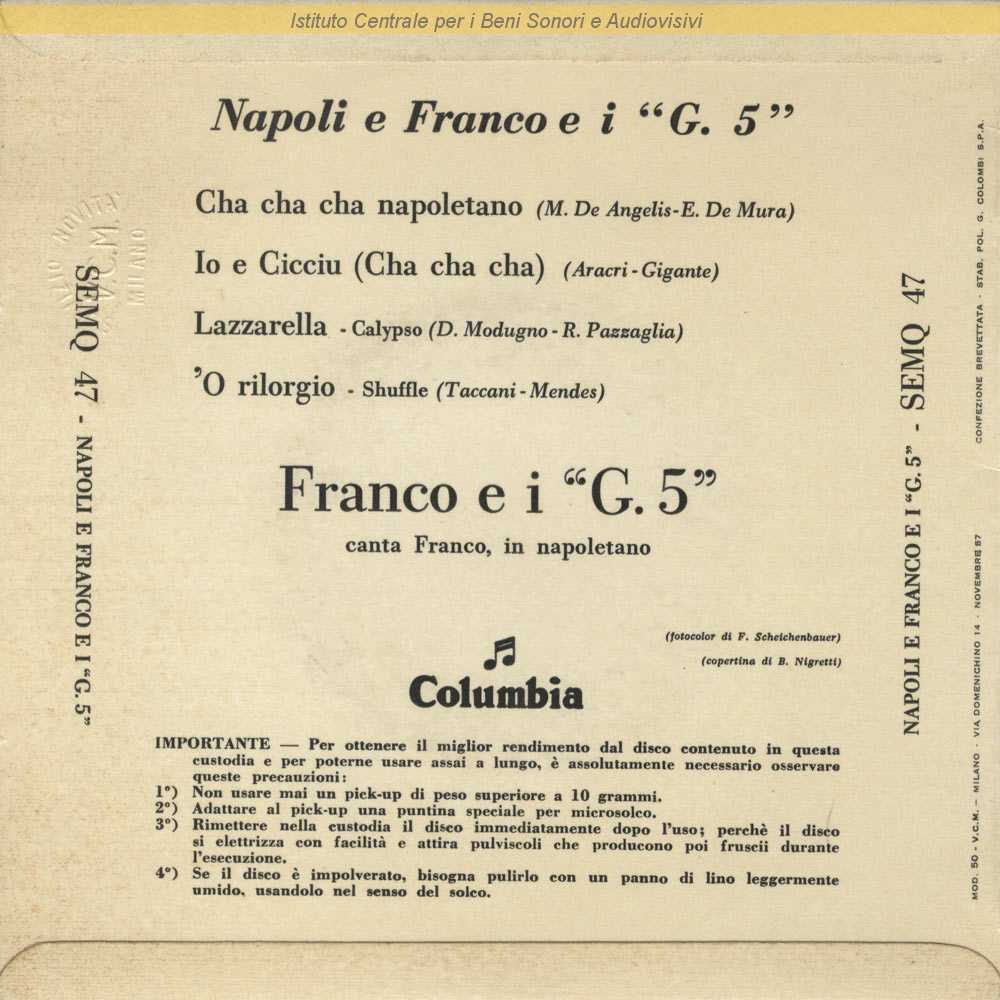 Istituto Centrale per i Beni Sonori e Audiovisivi
Napoli e Franco e i “G. 5”
Cha cha cha napoletano (M. De Angelis-E. De Mura)
Io e Cicciu (Cha cha cha) (Aracri - Gigante)
Lazzarella - Calypso (D. Modugno - R. Pazzaglia)
’O rilorgio - Shuffle (Taccani - Mendes)
Franco e i “G. 5”
canta Franco, in napoletano
(fotocolor di F. Scheichenbauer)
(copertina di B. Nigretti)
Columbia
IMPORTANTE — Per ottenere il miglior rendimento dal disco contenuto in questa
custodia e per poterne usare assai a lungo, è assolutamente necessario osservare
queste precauzioni:
1°) Non usare mai un pick-up di peso superiore a 10 grammi.
2°) Adattare al pick-up una puntina speciale per microsolco.
3°) Rimettere nella custodia il disco immediatamente dopo l’uso; perchè il disco
si elettrizza con facilità e attira pulviscoli che producono poi fruscii durante
l’esecuzione.
4°) Se il disco è impolverato, bisogna pulirlo con un panno di lino leggermente
umido, usandolo nel senso del solco.
SEMQ 47 - NAPOLI E FRANCO E I “G. 5”
NAPOLI E FRANCO E I “G. 5” - SEMQ 47
MOD. 50 - V.C.M. - MILANO - VIA DOMENICHINO 14 - NOVEMBRE 57
CONFEZIONE BREVETTATA - STAB. POL. G. COLOMBI S.P.A.
NOVITA
V.C.M.
MILANO